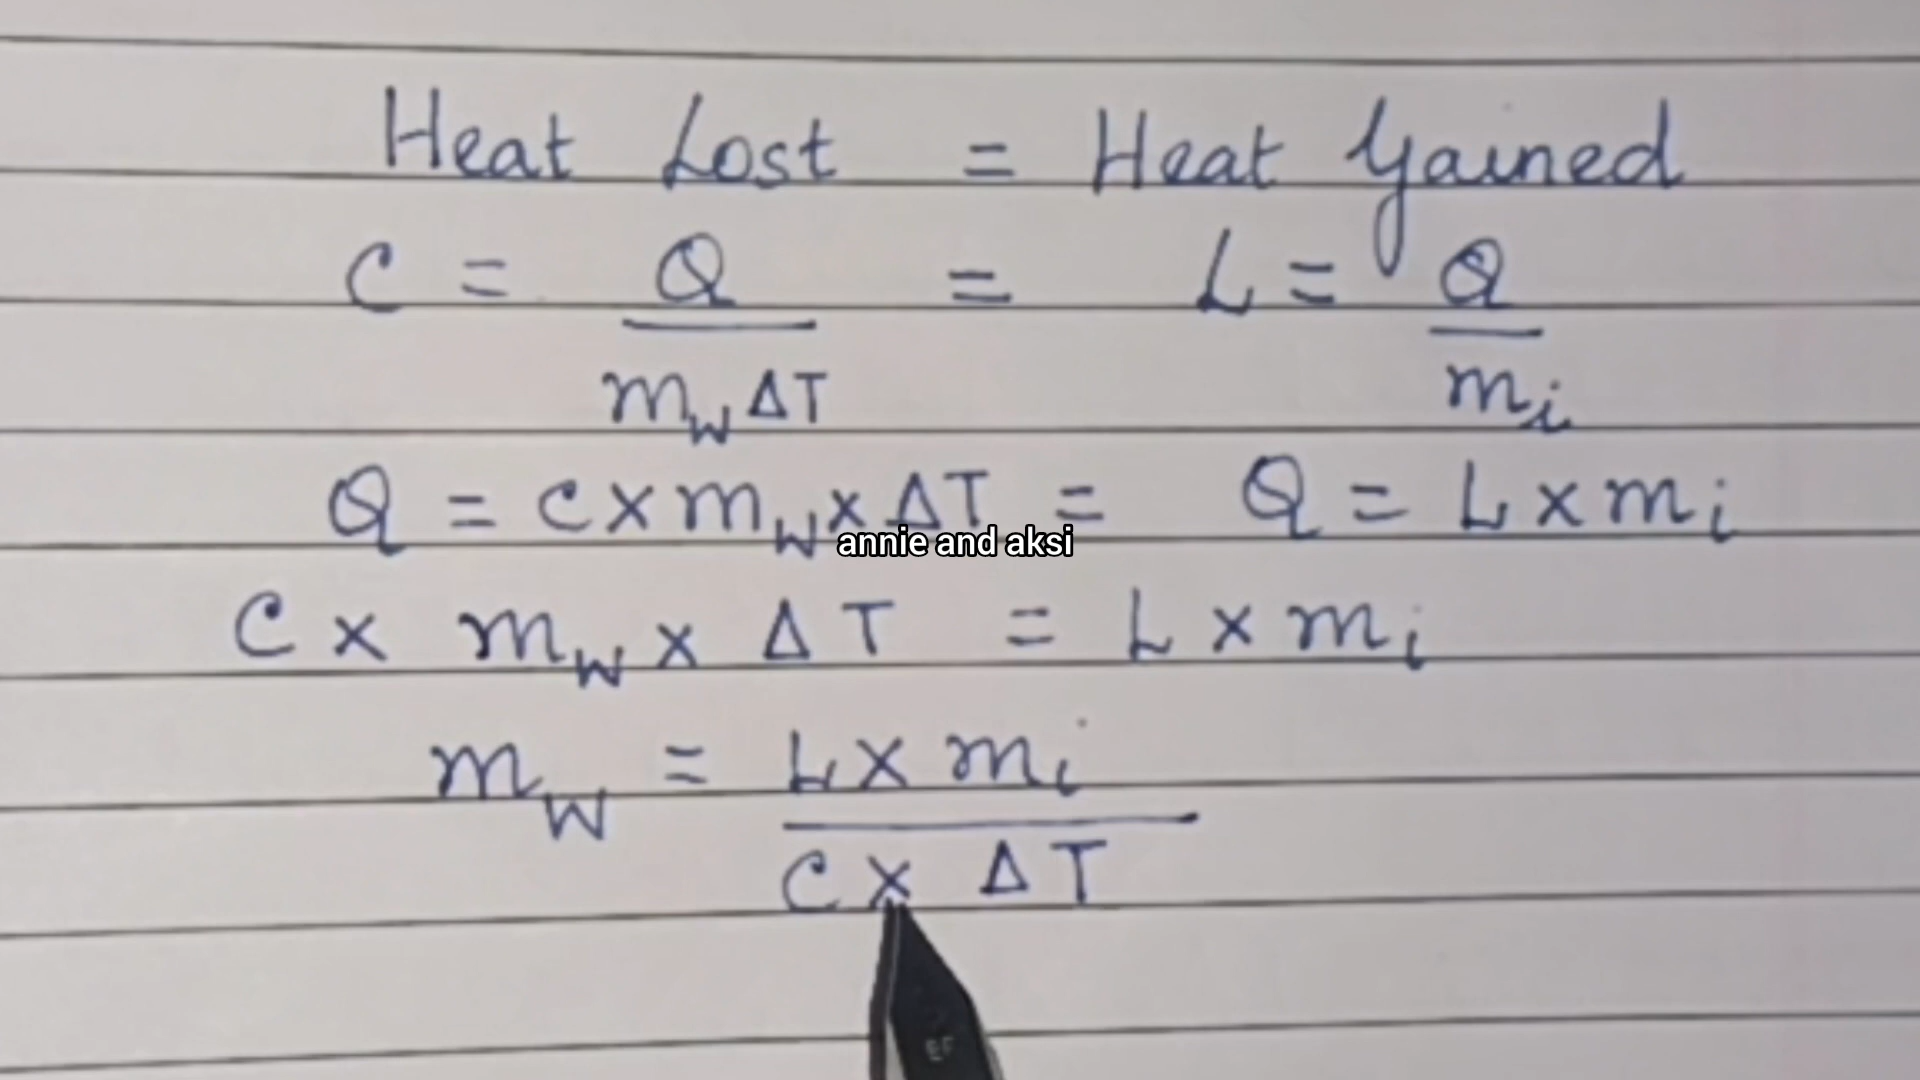 Heat Lost = Heat Gained
C = Q / m_w ΔT = L = Q / m_i
Q = C x m_w x ΔT = Q = L x m_i
annie and aksi
C x m_w x ΔT = L x m_i
m_w = L x m_i / C x ΔT
EF